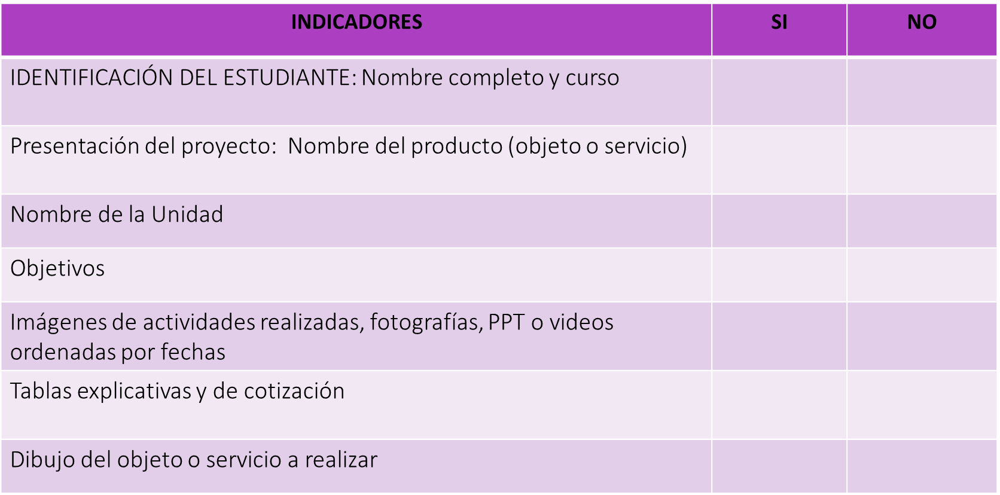 INDICADORES SI NO
IDENTIFICACIÓN DEL ESTUDIANTE: Nombre completo y curso
Presentación del proyecto:  Nombre del producto (objeto o servicio)
Nombre de la Unidad
Objetivos
Imágenes de actividades realizadas, fotografías, PPT o videos
ordenadas por fechas
Tablas explicativas y de cotización
Dibujo del objeto o servicio a realizar